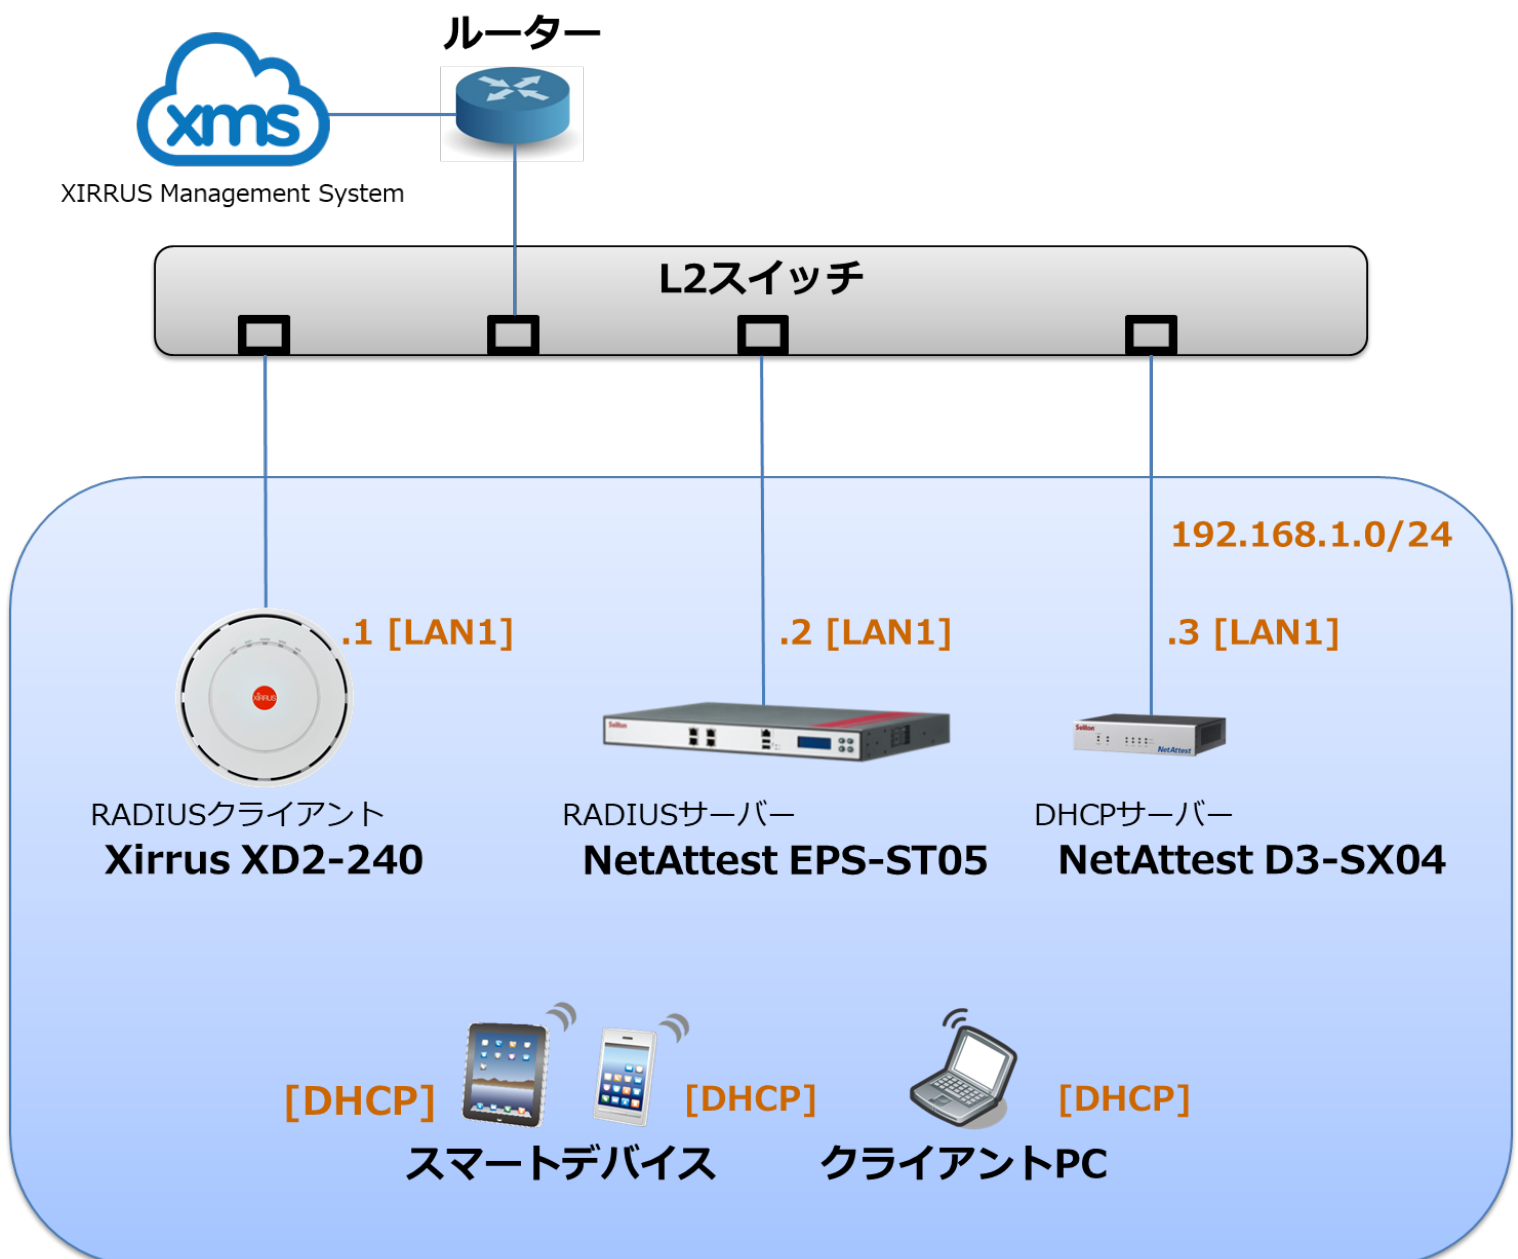 ルーター
xms
XIRRUS Management System
L2スイッチ
192.168.1.0/24
.1 [LAN1]
.2 [LAN1]
.3 [LAN1]
XIRRUS
Soliton
Soliton
NetAttest
RADIUSクライアント
RADIUSサーバー
DHCPサーバー
Xirrus XD2-240
NetAttest EPS-ST05
NetAttest D3-SX04
[DHCP]
[DHCP]
[DHCP]
スマートデバイス
クライアントPC